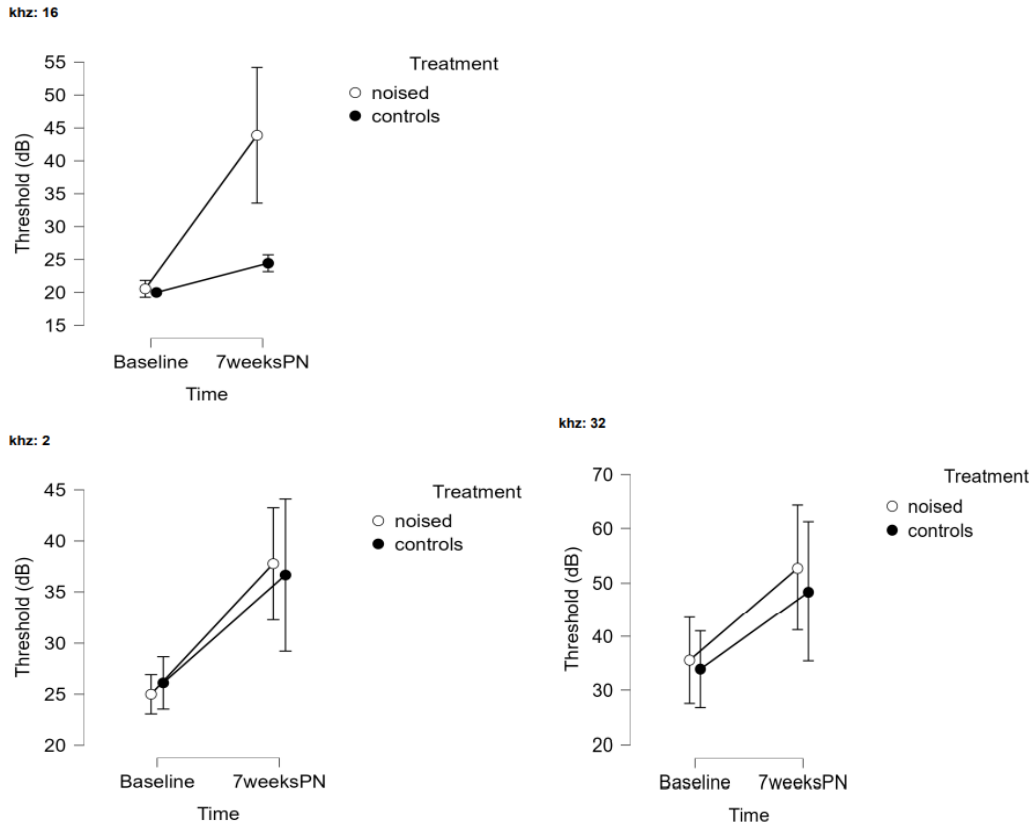 khz: 16
Treatment
noised
controls
55
50
45
40
35
30
25
20
15
Threshold (dB)
Baseline 7weeksPN
Time
khz: 2
Treatment
noised
controls
45
40
35
30
25
20
Threshold (dB)
Baseline 7weeksPN
Time
khz: 32
Treatment
noised
controls
70
60
50
40
30
20
Threshold (dB)
Baseline 7weeksPN
Time